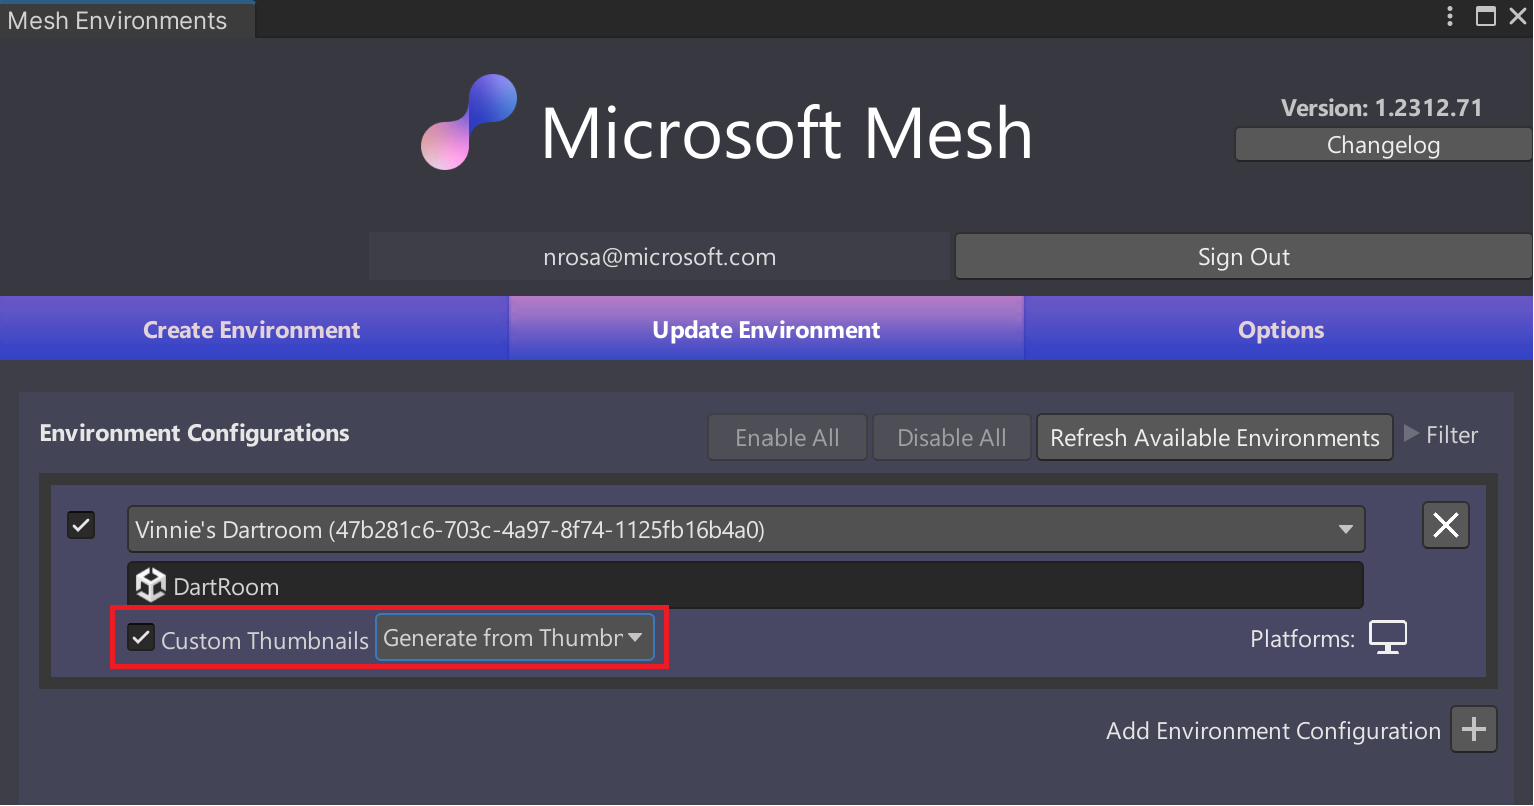 Mesh Environments
Microsoft Mesh
Version: 1.2312.71
Changelog
nrosa@microsoft.com
Sign Out
Create Environment
Update Environment
Options
Environment Configurations
Enable All
Disable All
Refresh Available Environments
Filter
Vinnie's Dartroom (47b281c6-703c-4a97-8f74-1125fb16b4a0)
DartRoom
Custom Thumbnails
Generate from Thumbr
Platforms:
Add Environment Configuration